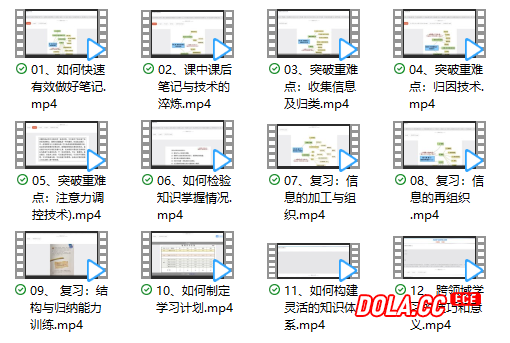 01、如何快速
有效做好笔记.
mp4
02、课中课后
笔记与技术的
淬炼.mp4
03、突破重难
点：收集信息
及归类.mp4
04、突破重难
点：归因技术.
mp4
05、突破重难
点：注意力调
控技术).mp4
06、如何检验
知识掌握情况.
mp4
07、复习：信
息的加工与组
织.mp4
08、复习：信
息的再组织
.mp4
09、 复习：结
构与归纳能力
训练.mp4
10、如何制定
学习计划.mp4
11、如何构建
灵活的知识体
系.mp4
12、跨领域学
巧和意
义.mp4
DOLA.CC
ECE